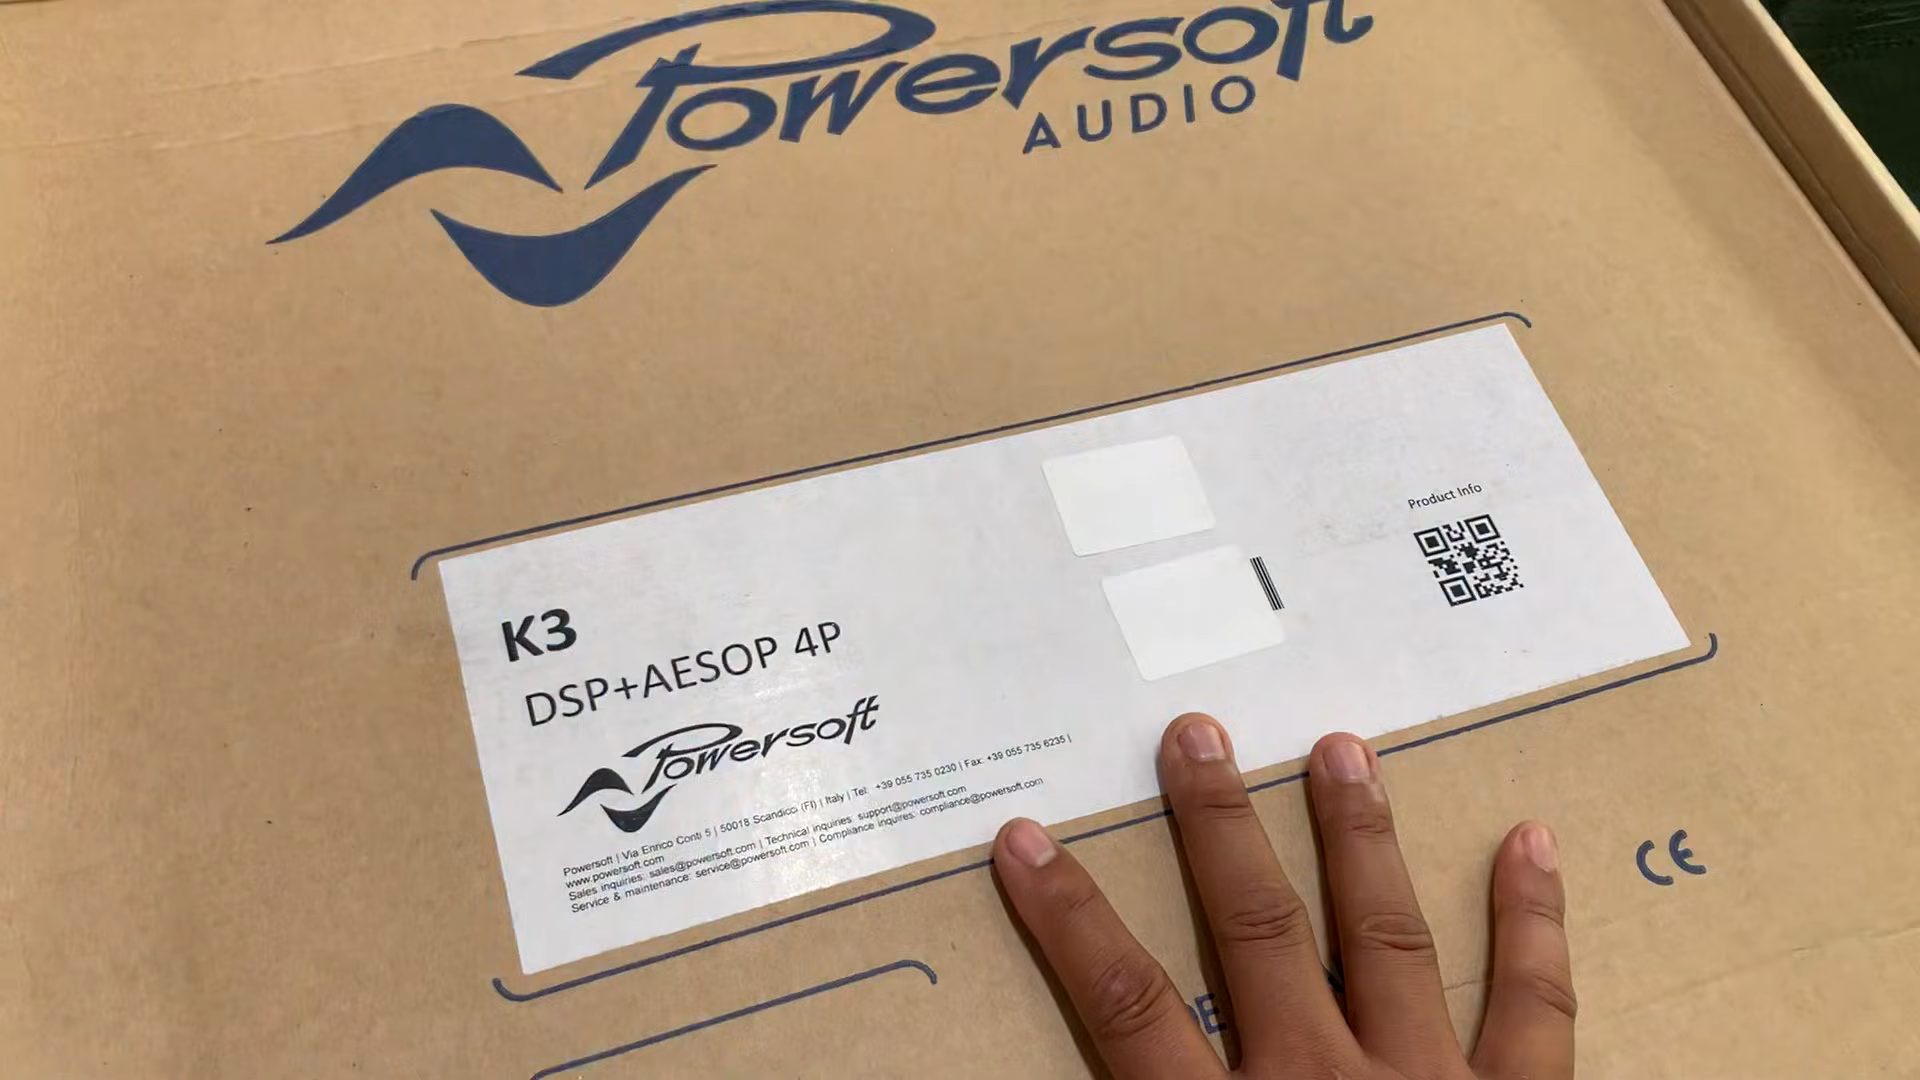 Powersoft
AUDIO
K3
DSP+AESOP 4P
Powersoft
Powersoft | Via Enrico Conti 5 | 50018 Scandicci (FI) | Italy | Tel: +39 055 735 0230 | Fax: +39 055 735 6235 |
www.powersoft.com
Sales inquiries: sales@powersoft.com | Technical inquiries: support@powersoft.com
Service & maintenance: service@powersoft.com | Compliance inquires: compliance@powersoft.com
Product Info
CE